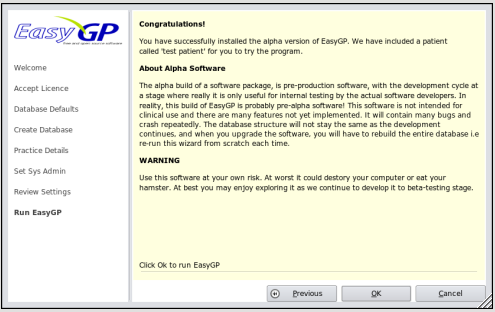 Easy GP
Free and open source software
Welcome
Accept Licence
Database Defaults
Create Database
Practice Details
Set Sys Admin
Review Settings
Run EasyGP
Congratulations!
You have successfully installed the alpha version of EasyGP. We have included a patient
called 'test patient' for you to try the program.
About Alpha Software
The alpha build of a software package, is pre-production software, with the development cycle at
a stage where really it is only useful for internal testing by the actual software developers. In
reality, this build of EasyGP is probably pre-alpha software! This software is not intended for
clinical use and there are many features not yet implemented. It will contain many bugs and
crash repeatedly. The database structure will not stay the same as the development
continues, and when you upgrade the software, you will have to rebuild the entire database i.e
re-run this wizard from scratch each time.
WARNING
Use this software at your own risk. At worst it could destory your computer or eat your
hamster. At best you may enjoy exploring it as we continue to develop it to beta-testing stage.
Click Ok to run EasyGP
Previous
OK
Cancel